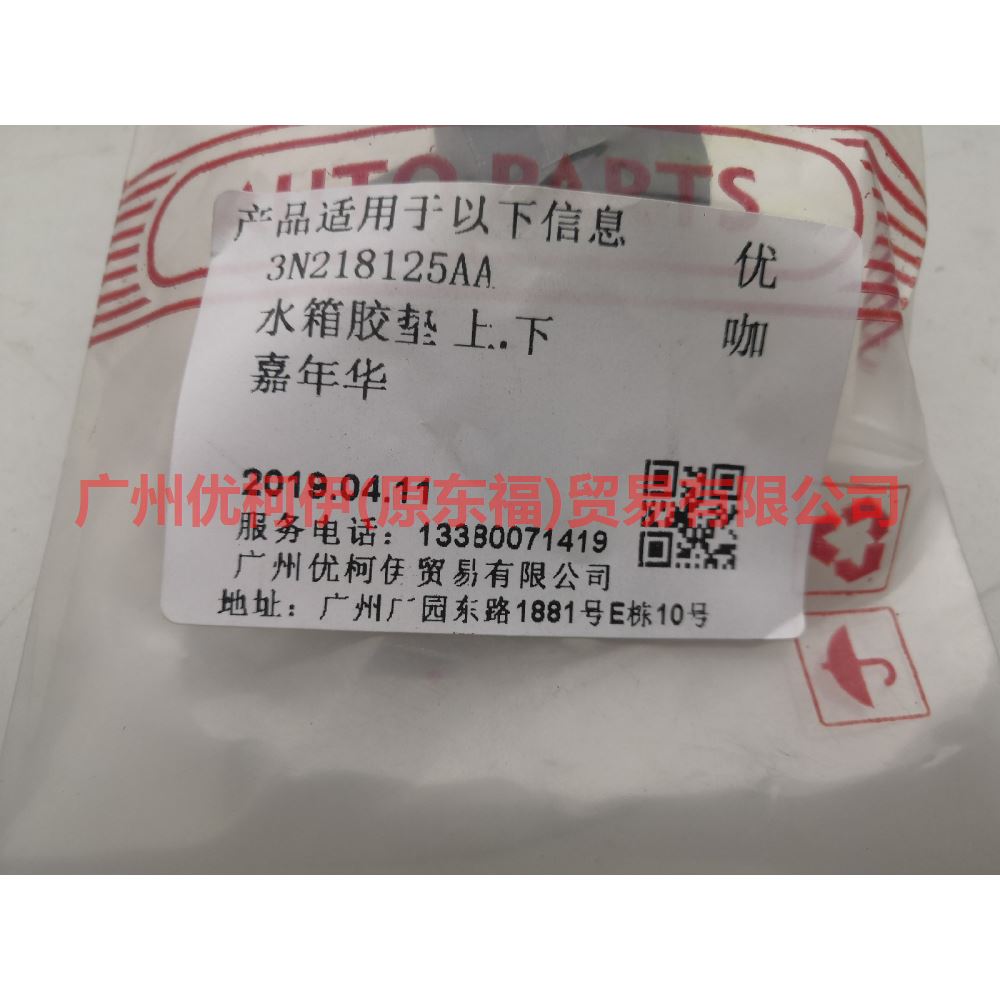 AUTO PARTS
产品适用于以下信息
3N218125AA
水箱胶垫 上.下
嘉年华
优
咖
2019.04.11
广州优柯伊(原东福)贸易有限公司
服务电话：13380071419
广州优柯伊贸易有限公司
地址：广州广园东路1881号E栋10号